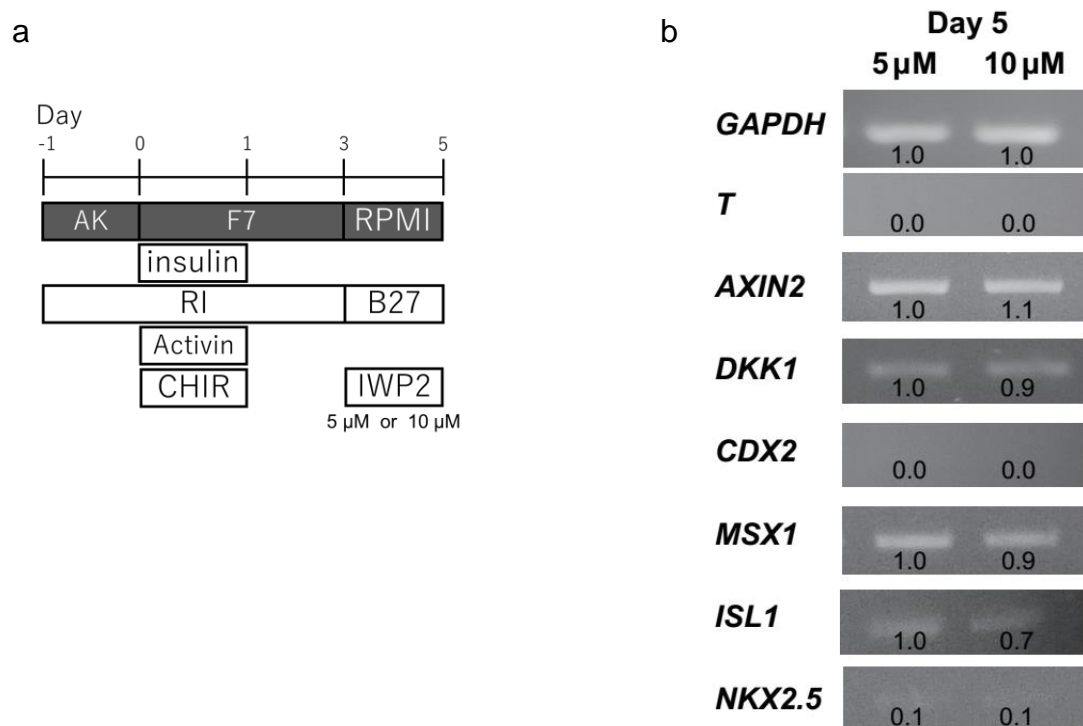 a
Day
-1 0 1 3 5
AK F7 RPMI
insulin
RI B27
Activin
CHIR IWP2
5 µM or 10 µM
b
Day 5
5 µM 10 µM
GAPDH
1.0 1.0
T
0.0 0.0
AXIN2
1.0 1.1
DKK1
1.0 0.9
CDX2
0.0 0.0
MSX1
1.0 0.9
ISL1
1.0 0.7
NKX2.5
0.1 0.1